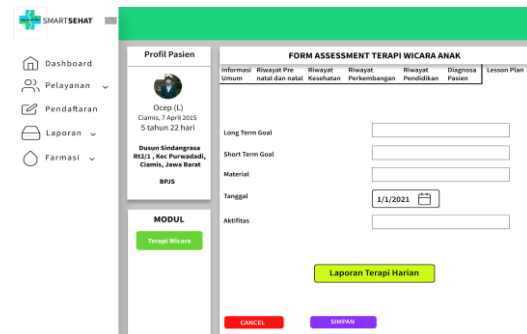 SMARTSEHAT
Dashboard
Pelayanan
Pendaftaran
Laporan
Farmasi
Profil Pasien
Ocep (L)
Ciamis, 7 April 2015
5 tahun 22 hari
Dusun Sindangrasa
Rt2/1 , Kec Purwadadi,
Ciamis, Jawa Barat
BPJS
MODUL
Terapi Wicara
FORM ASSESSMENT TERAPI WICARA ANAK
Informasi Umum
Riwayat Pre natal dan natal
Riwayat Kesehatan
Riwayat Perkembangan
Riwayat Pendidikan
Diagnosa Pasien
Lesson Plan
Long Term Goal
Short Term Goal
Material
Tanggal
1/1/2021
Aktifitas
Laporan Terapi Harian
CANCEL
SIMPAN